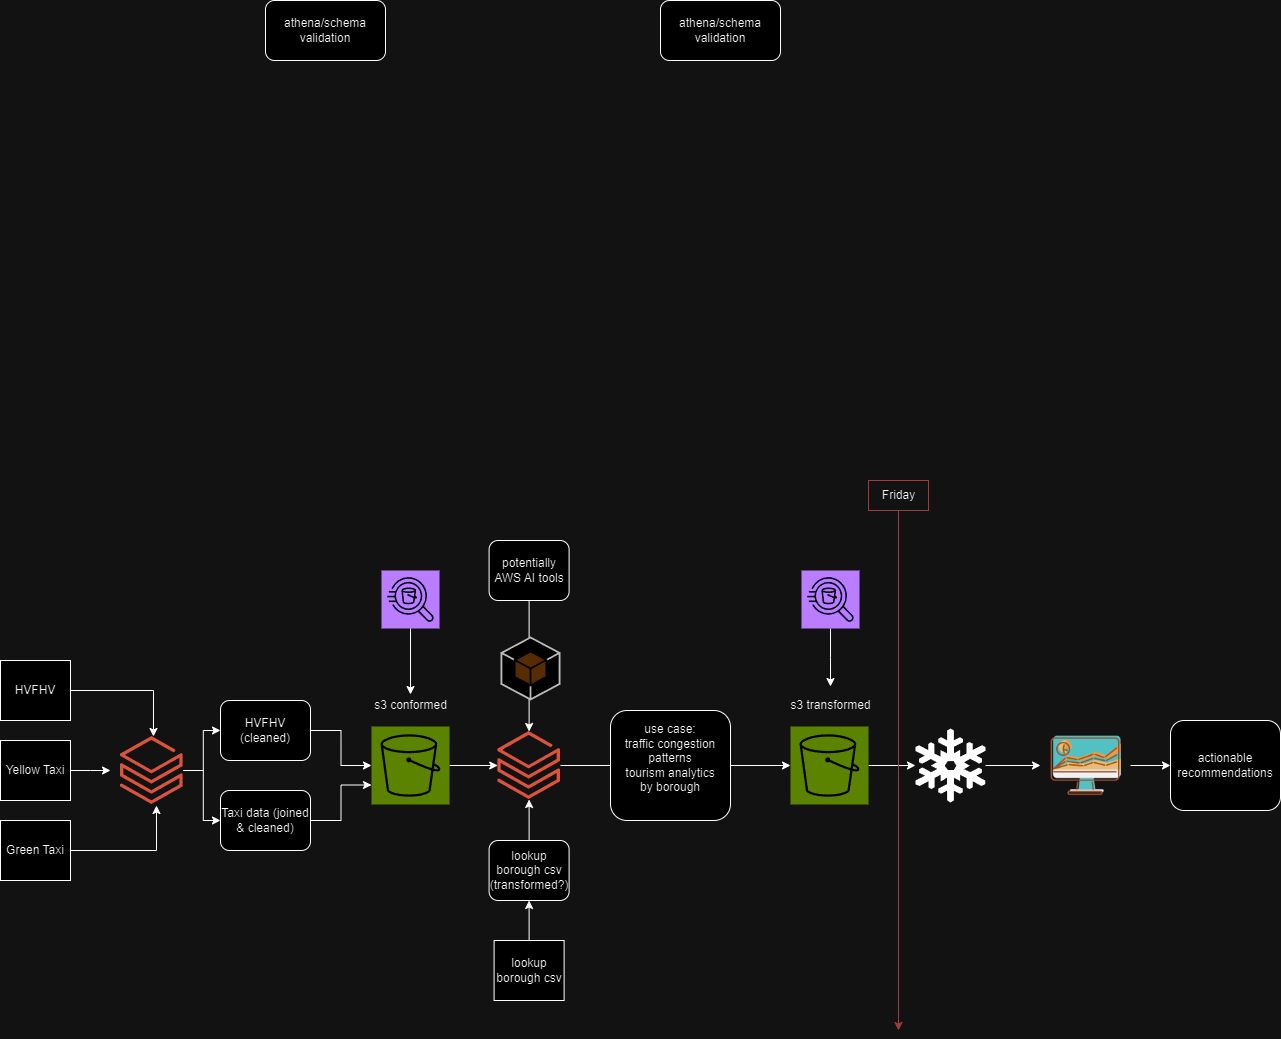 athena/schema
validation
athena/schema
validation
Friday
potentially
AWS AI tools
s3 conformed
s3 transformed
HVFHV
Yellow Taxi
Green Taxi
HVFHV
(cleaned)
Taxi data (joined
& cleaned)
use case:
traffic congestion
patterns
tourism analytics
by borough
actionable
recommendations
lookup
borough csv
(transformed?)
lookup
borough csv